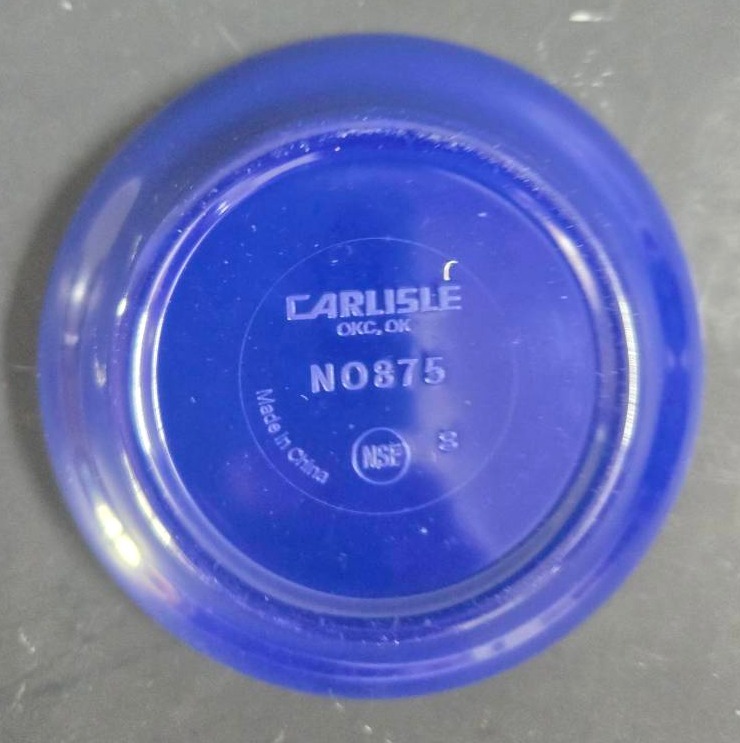 CARLISLE
OKC, OK
NO875
Made in China
NSF
8